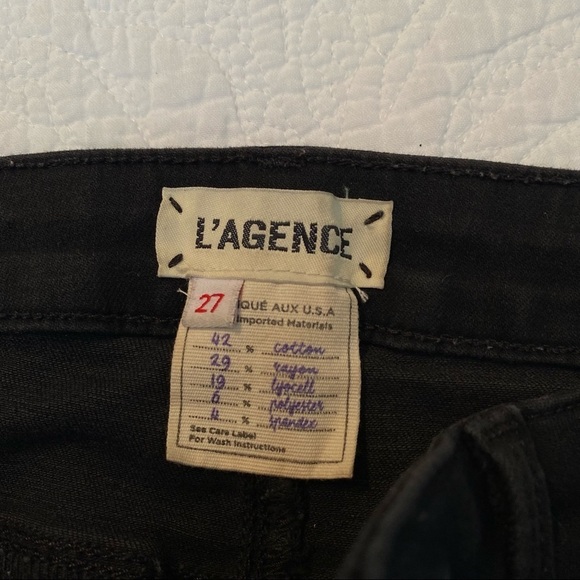 L'AGENCE
27
QUÉ AUX U.S.A
Imported Materials
42 % cotton
29 % rayon
19 % lyocell
6 % polyester
4 % spandex
See Care Label
For Wash Instructions